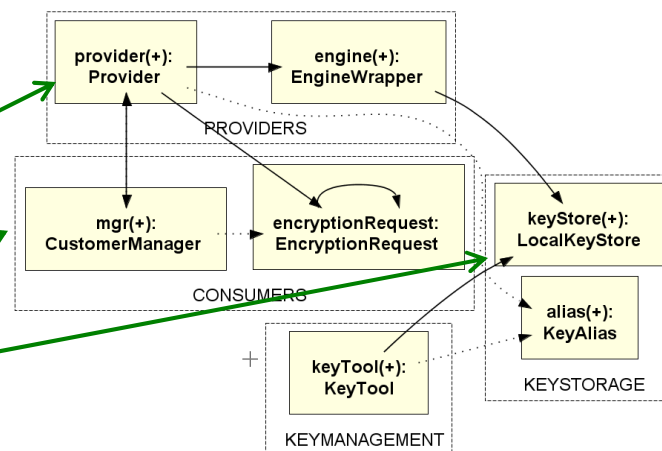 provider(+):
Provider
engine(+):
EngineWrapper
PROVIDERS
mgr(+):
CustomerManager
encryptionRequest:
EncryptionRequest
CONSUMERS
keyStore(+):
LocalKeyStore
alias(+):
KeyAlias
KEYSTORAGE
keyTool(+):
KeyTool
KEYMANAGEMENT